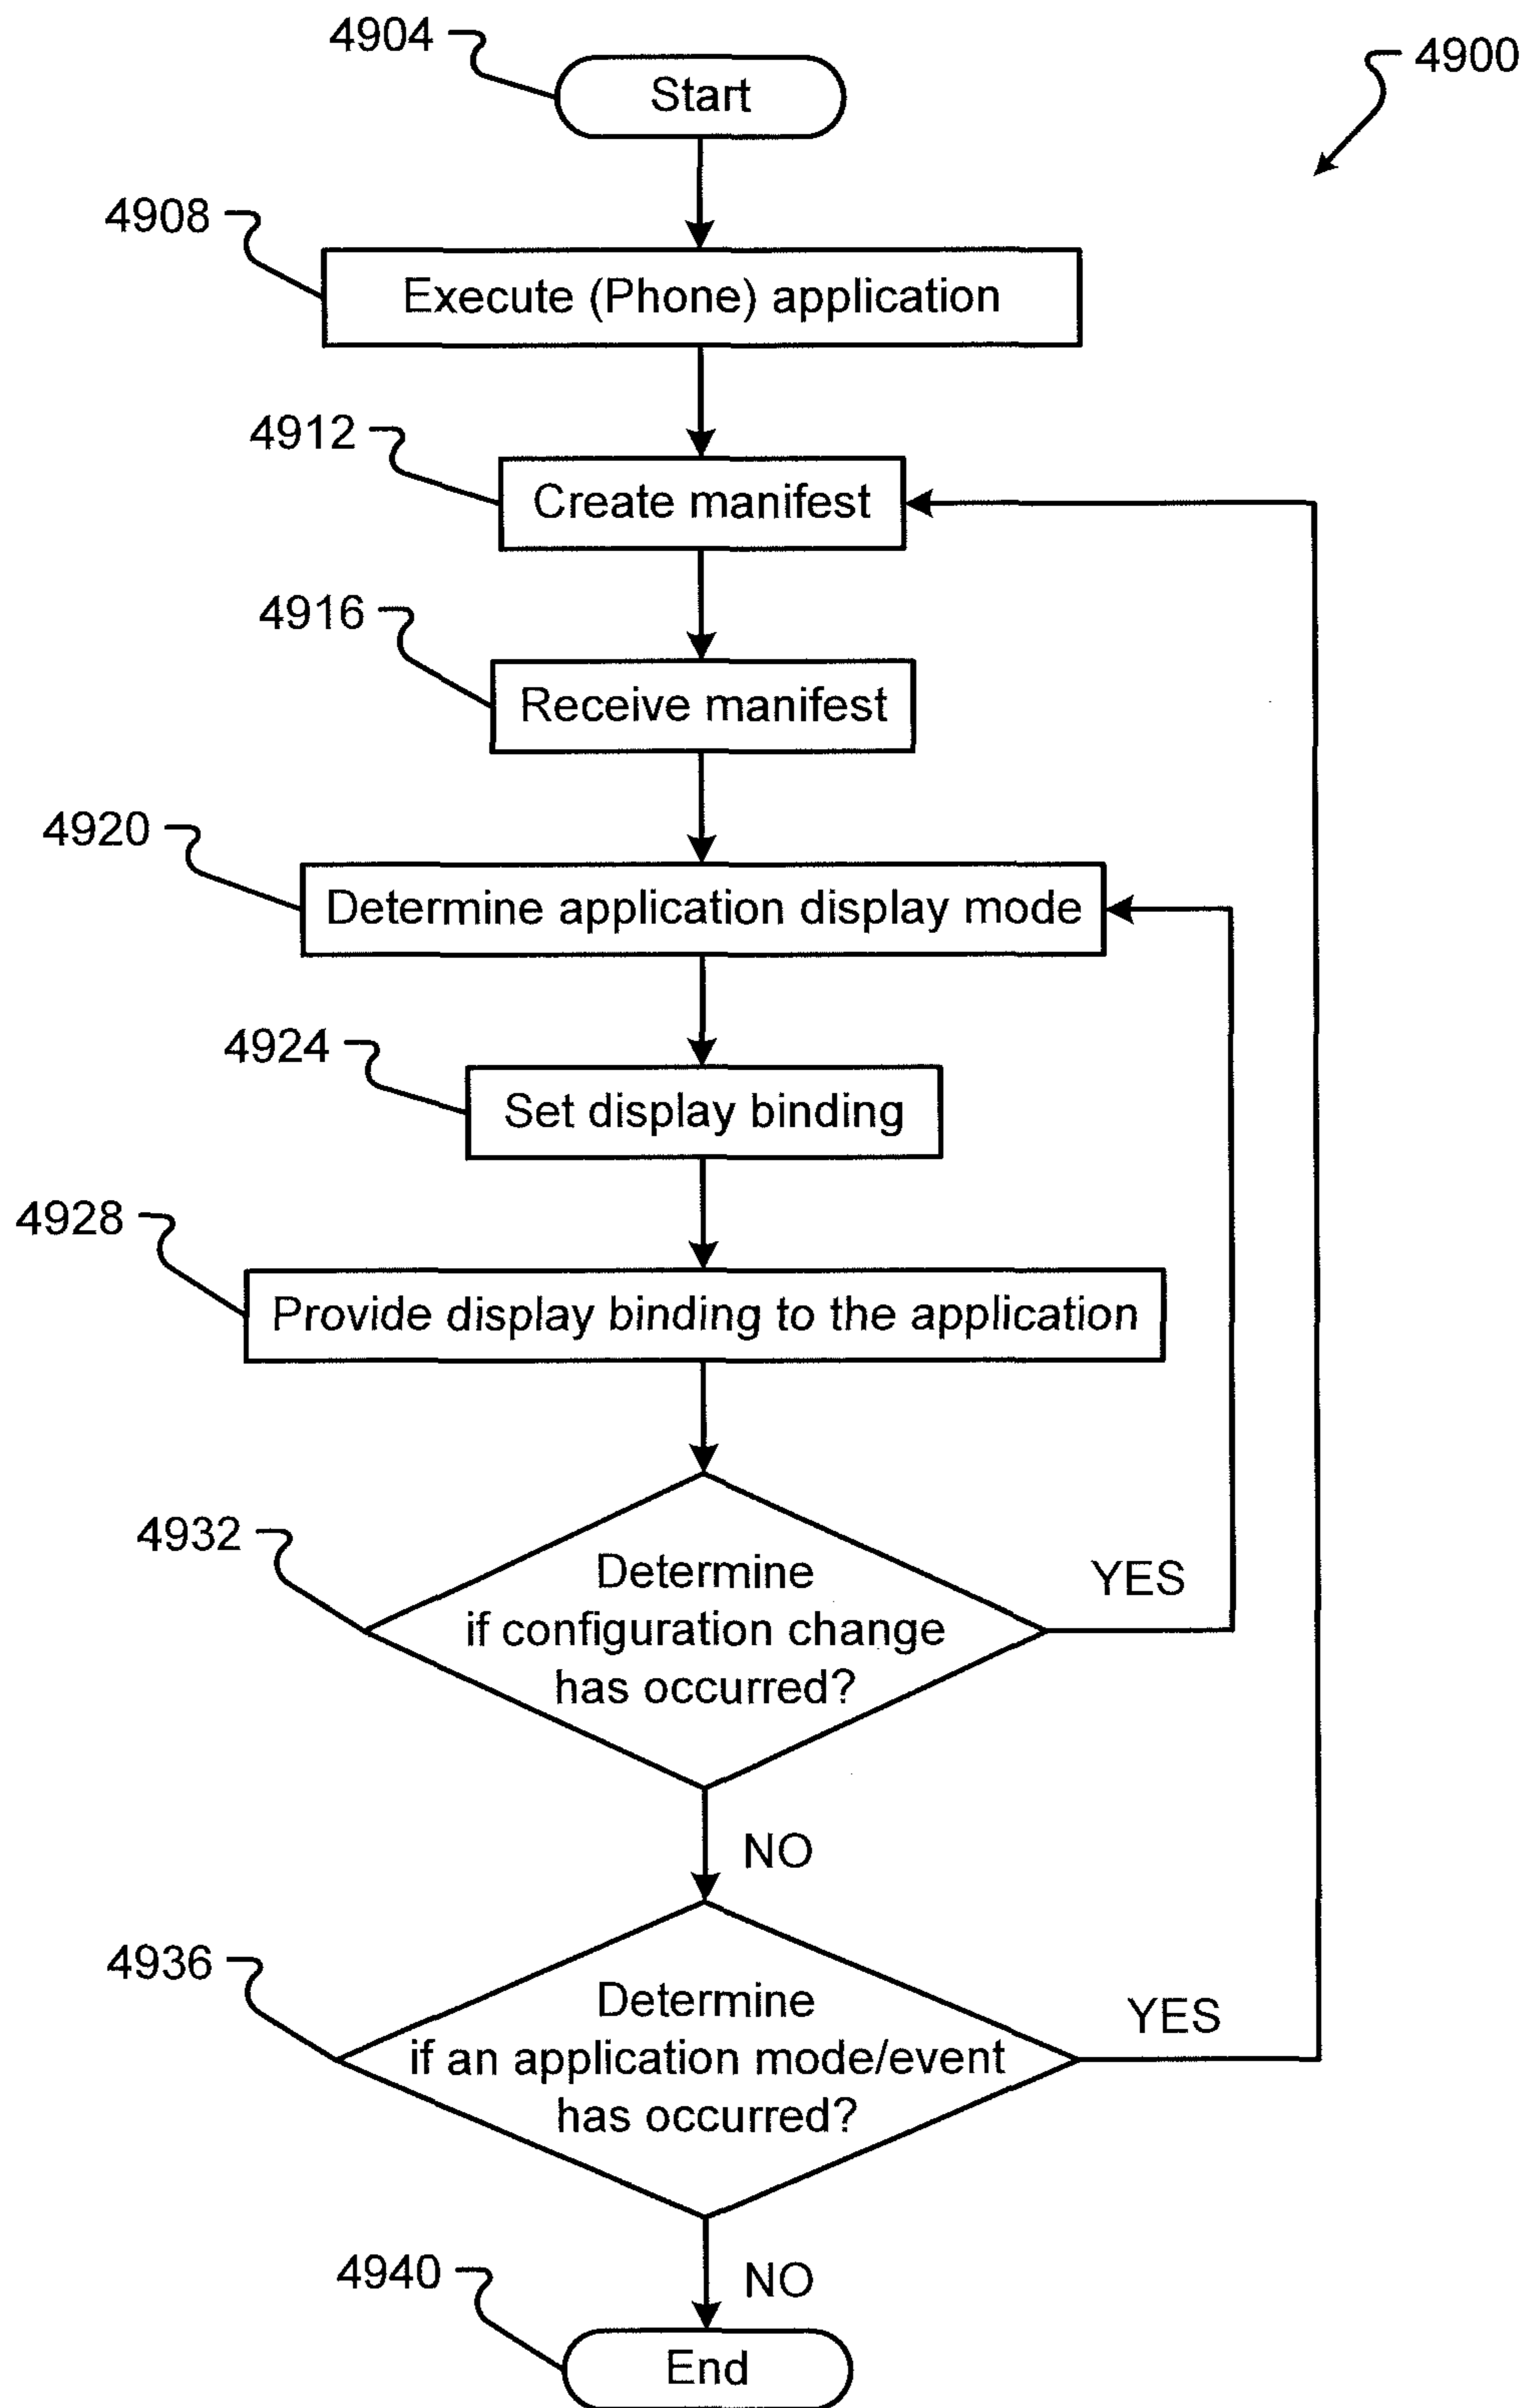 4904
Start
4900
4908
Execute (Phone) application
4912
Create manifest
4916
Receive manifest
4920
Determine application display mode
4924
Set display binding
4928
Provide display binding to the application
4932
Determine
if configuration change
has occurred?
YES
NO
4936
Determine
if an application mode/event
has occurred?
YES
NO
4940
End